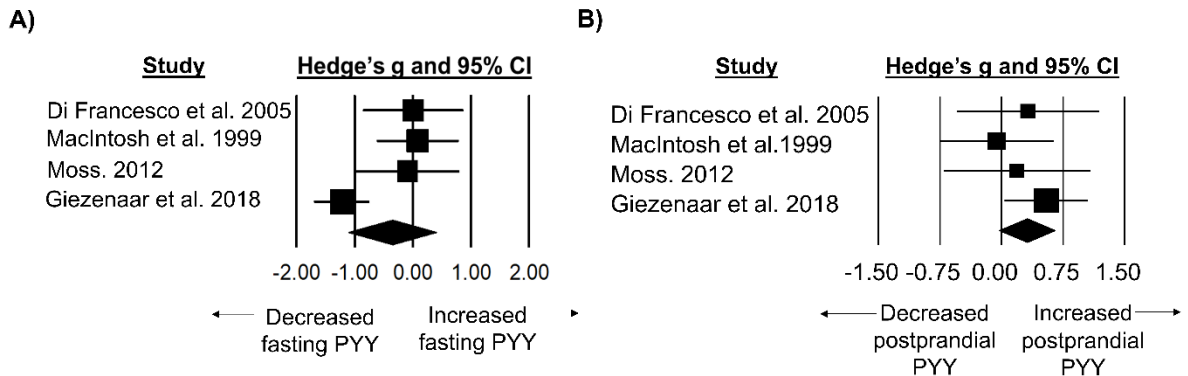 A)
Study Hedge's g and 95% CI
Di Francesco et al. 2005
MacIntosh et al. 1999
Moss. 2012
Giezenaar et al. 2018
-2.00 -1.00 0.00 1.00 2.00
Decreased
fasting PYY
Increased
fasting PYY
B)
Study Hedge's g and 95% CI
Di Francesco et al. 2005
MacIntosh et al.1999
Moss. 2012
Giezenaar et al. 2018
-1.50 -0.75 0.00 0.75 1.50
Decreased
postprandial
PYY
Increased
postprandial
PYY